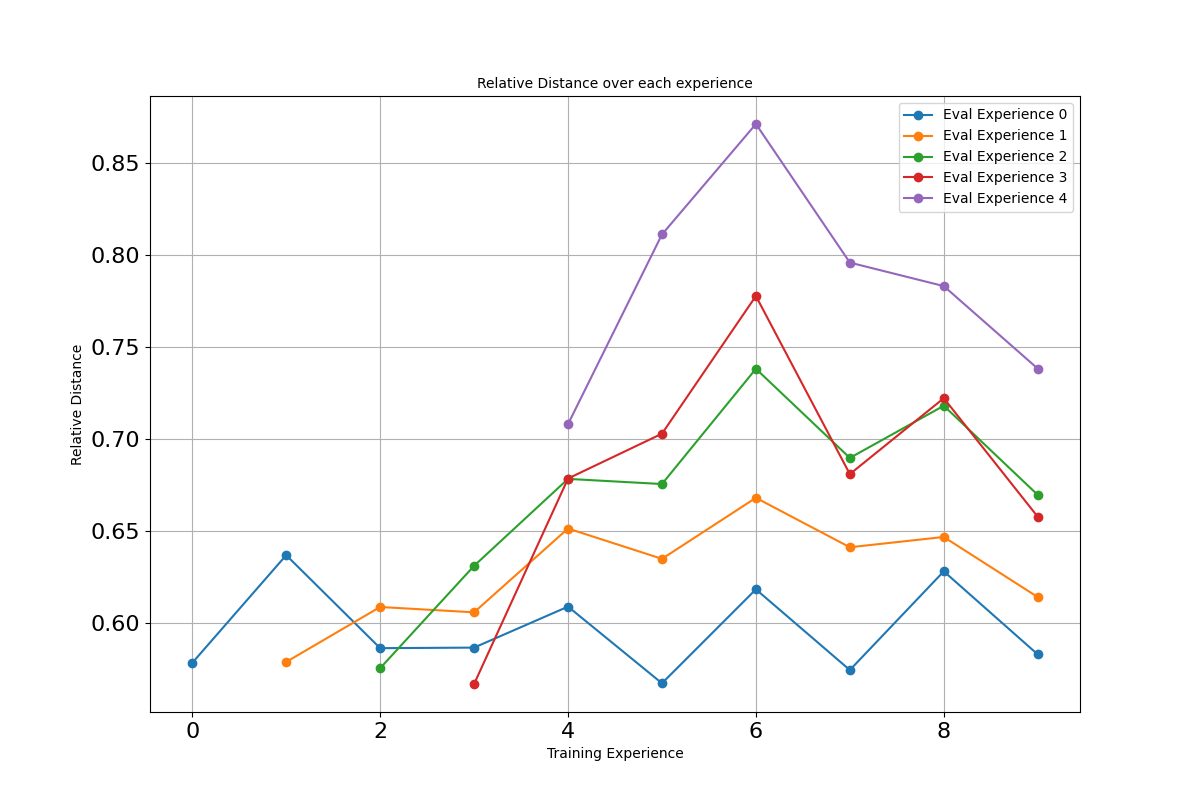 Relative Distance over each experience
Eval Experience 0
Eval Experience 1
Eval Experience 2
Eval Experience 3
Eval Experience 4
0.85
0.80
0.75
0.70
0.65
0.60
Relative Distance
0 2 4 6 8
Training Experience